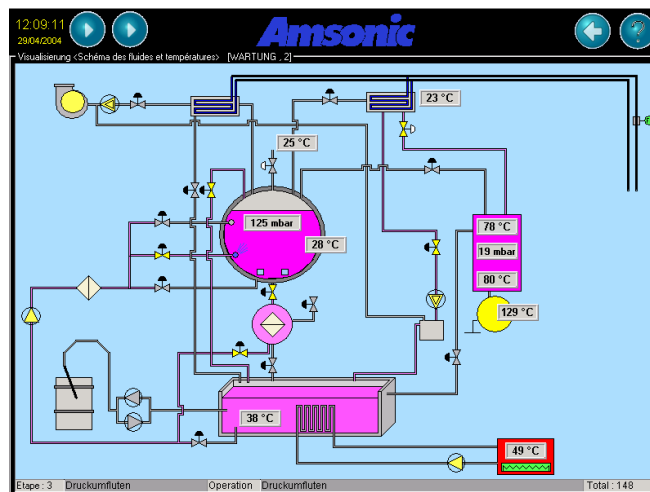 12:09:11
29/04/2004
Amsonic
?
Visualisierung <Schéma des fluides et températures> [WARTUNG , 2]
23 °C
25 °C
125 mbar
28 °C
78 °C
19 mbar
80 °C
129 °C
38 °C
49 °C
Etape : 3 Druckumfluten Operation Druckumfluten Total : 148